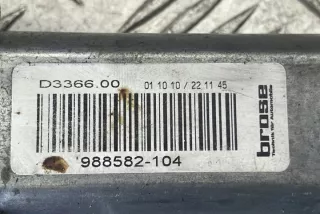 D3366.00 01 10 10 / 22 11 45
988582-104
brose
Technik für Automobile